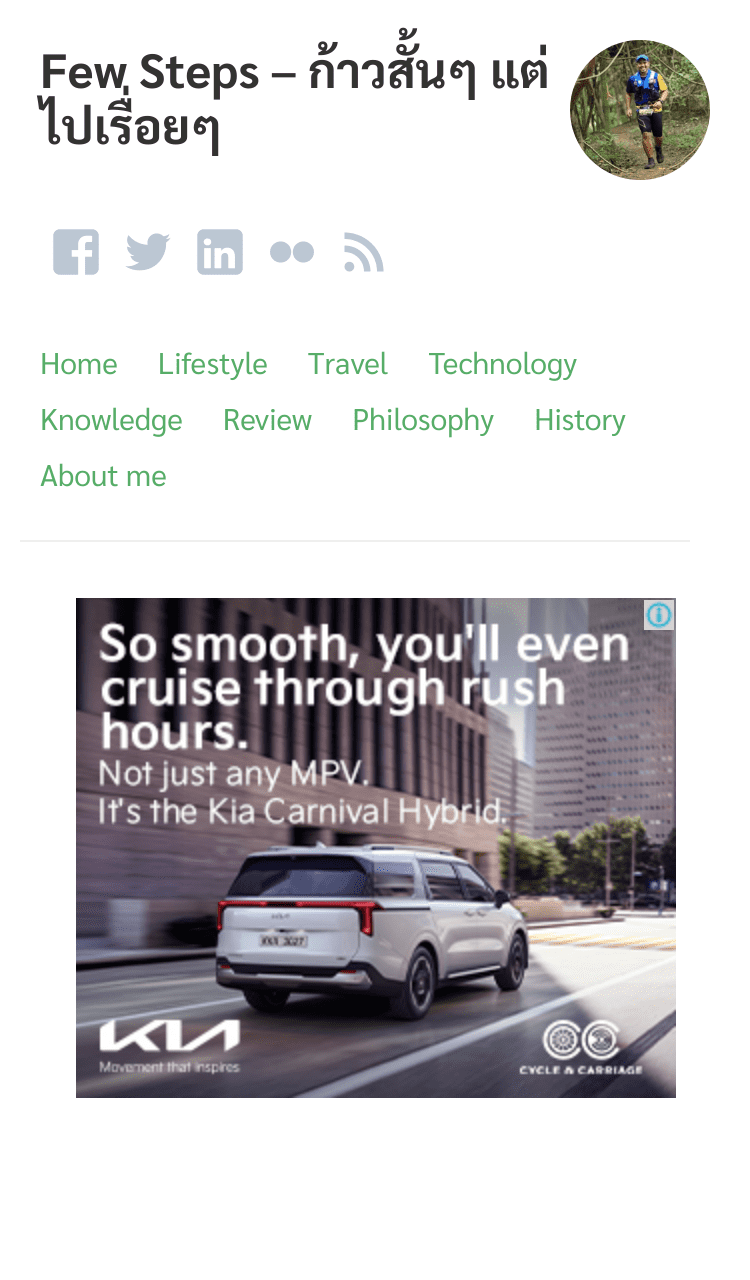 Few Steps – ก้าวสั้นๆ แต่
ไปเรื่อยๆ
Home Lifestyle Travel Technology
Knowledge Review Philosophy History
About me
So smooth, you'll even
cruise through rush
hours.
Not just any MPV.
It's the Kia Carnival Hybrid.
KIA
Movement that inspires
CYCLE & CARRIAGE